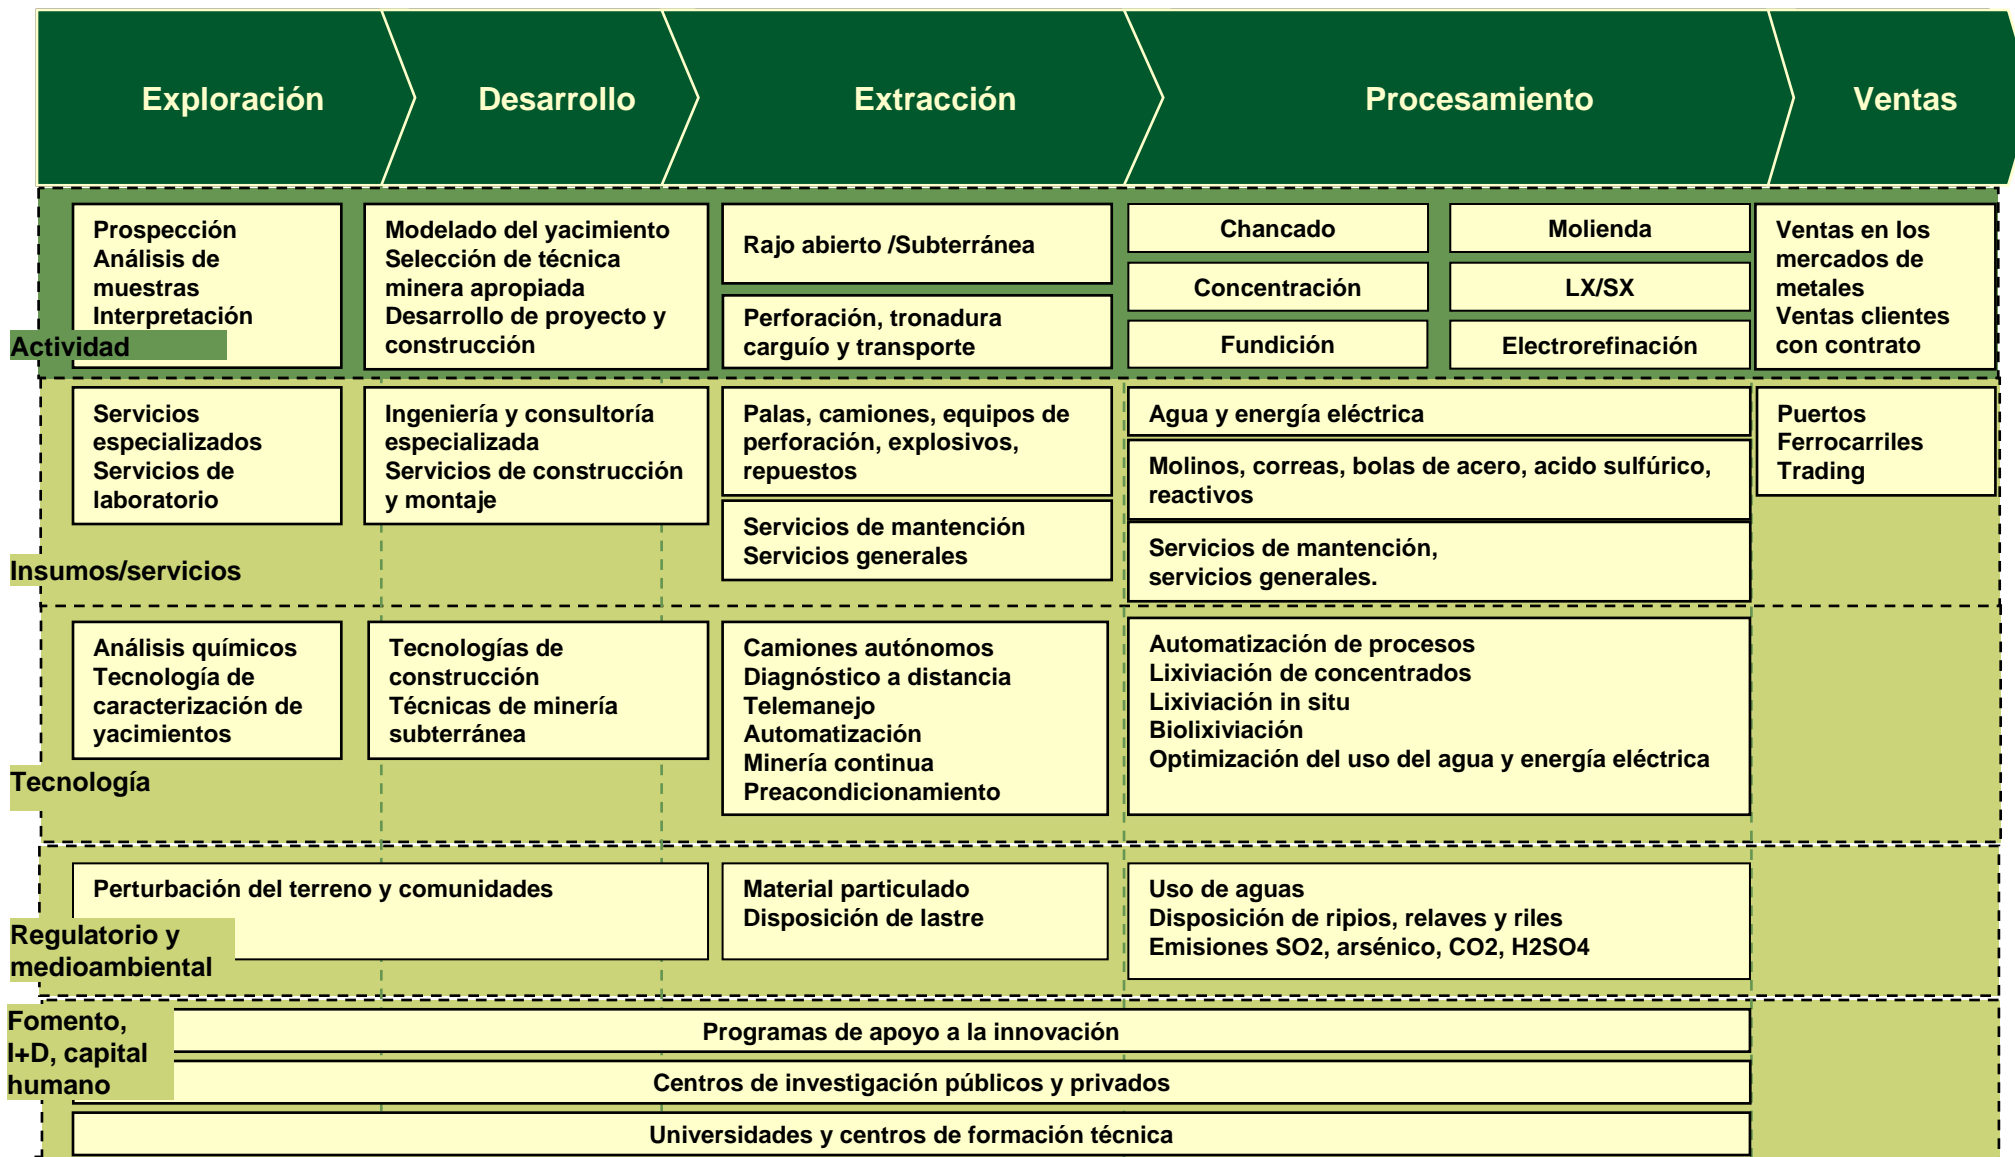 Exploración
Desarrollo
Extracción
Procesamiento
Ventas
Actividad
Prospección
Análisis de
muestras
Interpretación
Modelado del yacimiento
Selección de técnica
minera apropiada
Desarrollo de proyecto y
construcción
Rajo abierto /Subterránea
Perforación, tronadura
carguío y transporte
Chancado
Molienda
Concentración
LX/SX
Fundición
Electrorefinación
Ventas en los
mercados de
metales
Ventas clientes
con contrato
Insumos/servicios
Servicios
especializados
Servicios de
laboratorio
Ingeniería y consultoría
especializada
Servicios de construcción
y montaje
Palas, camiones, equipos de
perforación, explosivos,
repuestos
Servicios de mantención
Servicios generales
Agua y energía eléctrica
Molinos, correas, bolas de acero, acido sulfúrico,
reactivos
Servicios de mantención,
servicios generales.
Puertos
Ferrocarriles
Trading
Tecnología
Análisis químicos
Tecnología de
caracterización de
yacimientos
Tecnologías de
construcción
Técnicas de minería
subterránea
Camiones autónomos
Diagnóstico a distancia
Telemanejo
Automatización
Minería continua
Preacondicionamiento
Automatización de procesos
Lixiviación de concentrados
Lixiviación in situ
Biolixiviación
Optimización del uso del agua y energía eléctrica
Regulatorio y
medioambiental
Perturbación del terreno y comunidades
Material particulado
Disposición de lastre
Uso de aguas
Disposición de ripios, relaves y riles
Emisiones SO2, arsénico, CO2, H2SO4
Fomento,
I+D, capital
humano
Programas de apoyo a la innovación
Centros de investigación públicos y privados
Universidades y centros de formación técnica